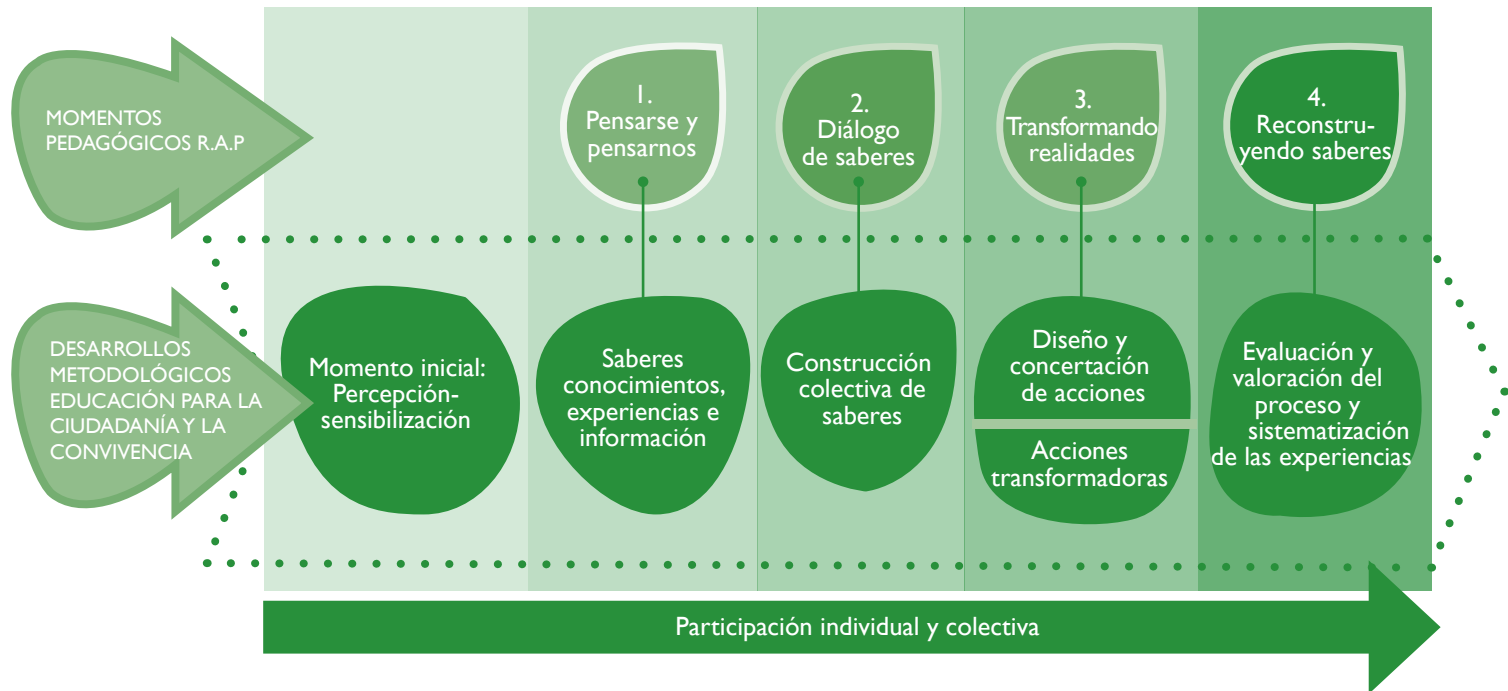 MOMENTOS
PEDAGÓGICOS R.A.P
1.
Pensarse y
pensarnos
2.
Diálogo
de saberes
3.
Transformando
realidades
4.
Reconstru-
yendo saberes
DESARROLLOS
METODOLÓGICOS
EDUCACIÓN PARA LA
CIUDADANÍA Y LA
CONVIVENCIA
Momento inicial:
Percepción-
sensibilización
Saberes
conocimientos,
experiencias e
información
Construcción
colectiva de
saberes
Diseño y
concertación
de acciones
Acciones
transformadoras
Evaluación y
valoración del
proceso y
sistematización
de las experiencias
Participación individual y colectiva